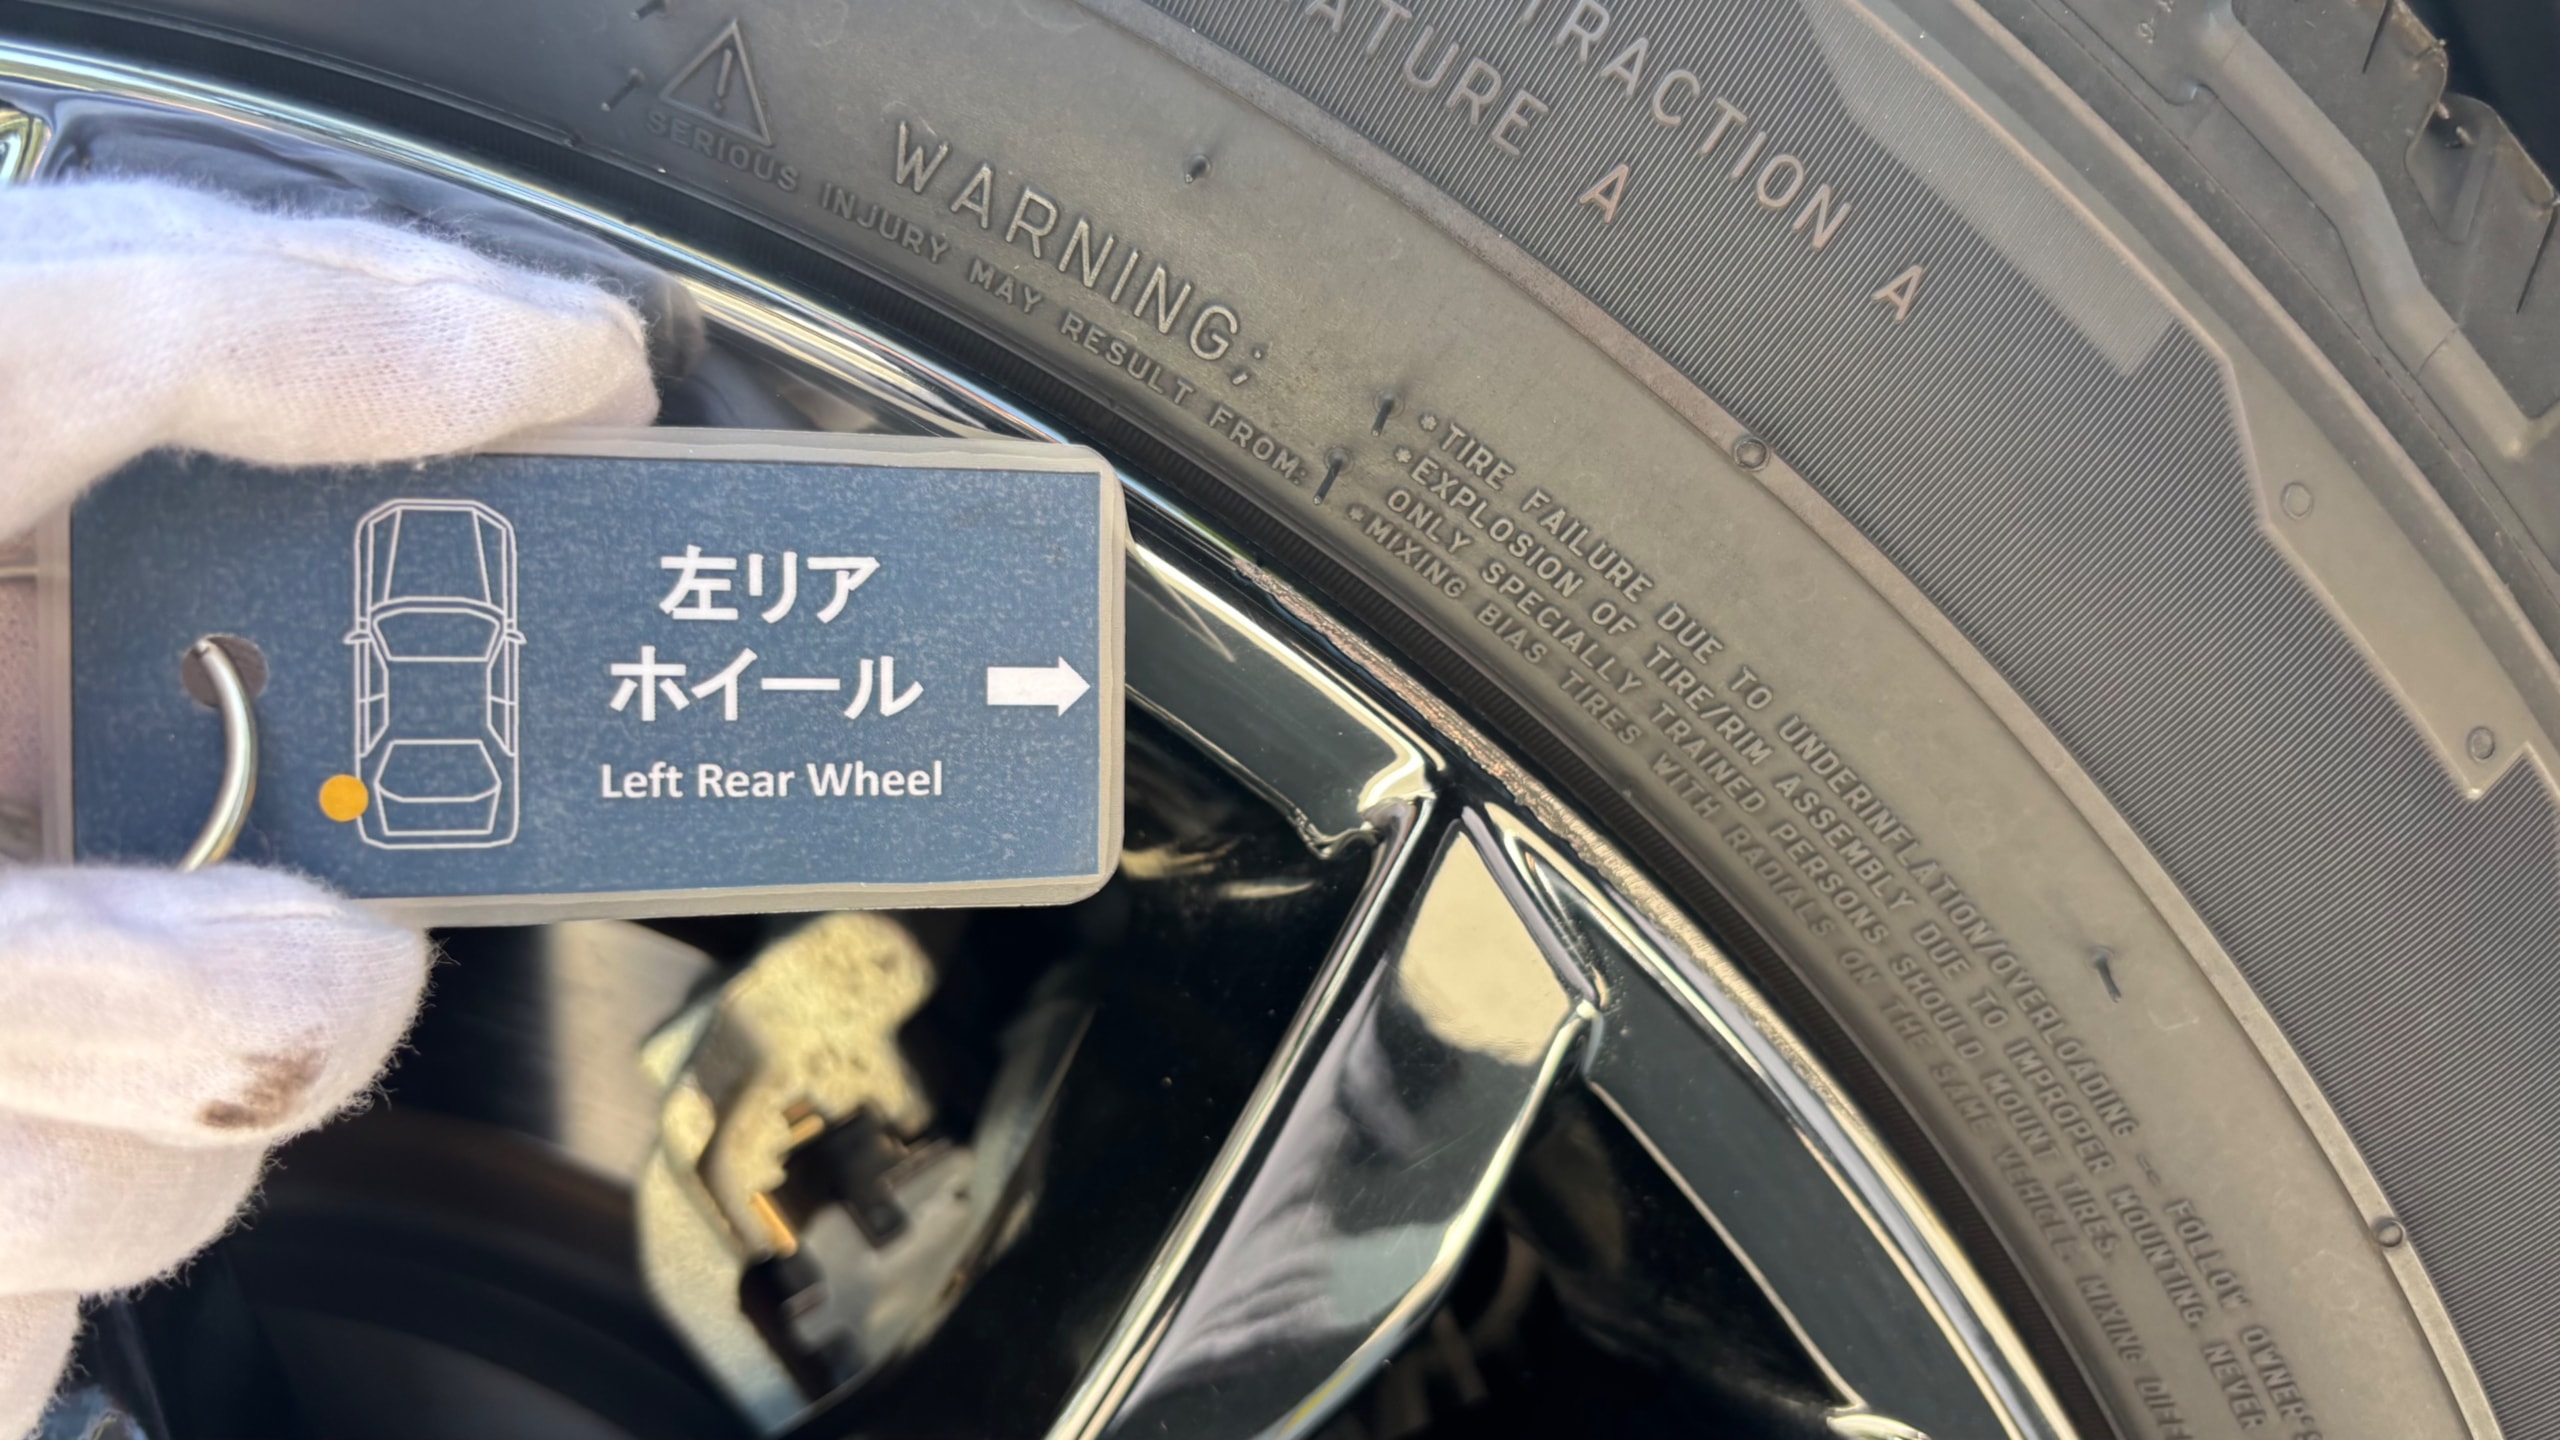 TRACTION A
ATURE A
WARNING;
SERIOUS INJURY MAY RESULT FROM:
*TIRE FAILURE DUE TO UNDERINFLATION/OVERLOADING -- FOLLOW OWNER'S
*EXPLOSION OF TIRE/RIM ASSEMBLY DUE TO IMPROPER MOUNTING. NEVER
ONLY SPECIALLY TRAINED PERSONS SHOULD MOUNT TIRES.
*MIXING BIAS TIRES WITH RADIALS ON THE SAME VEHICLE. MIXING DIFF
左リア
ホイール
Left Rear Wheel